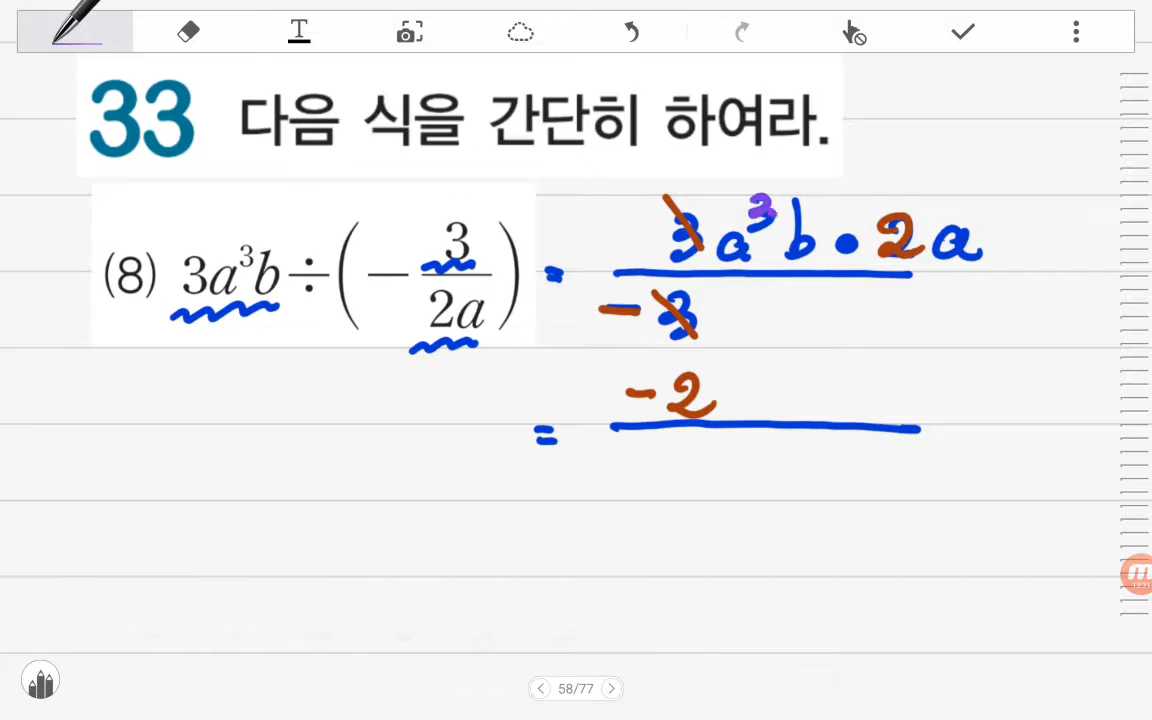 T
33 다음 식을 간단히 하여라.
(8) 3a³b ÷ (− 3/2a) = 3a³b · 2a / −3
= −2
58/77